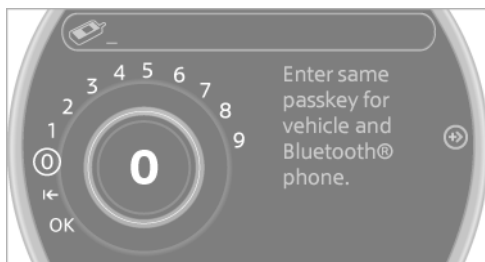 _
4 5 6
3 7
2 8
1 9
0 0
OK
Enter same
passkey for
vehicle and
Bluetooth®
phone.